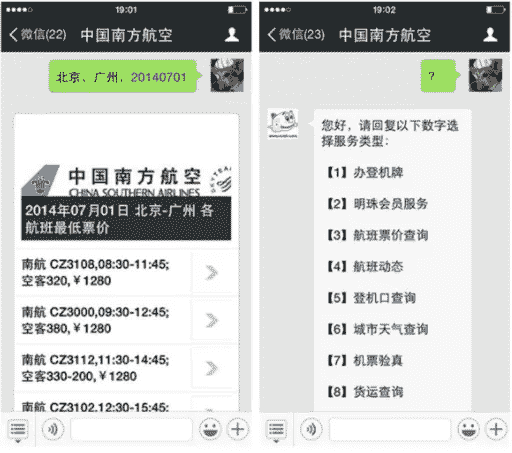 19:01
微信(22)
中国南方航空
北京、广州、20140701
中国南方航空
CHINA SOUTHERN AIRLINES
2014年07月01日 北京-广州 各
航班最低票价
南航 CZ3108,08:30-11:45;
空客320,￥1280
南航 CZ3000,09:30-12:45;
空客380,￥1280
南航 CZ3112,11:30-14:45;
空客330-200,￥1280
南航 CZ3102,12:30-15:45;
19:02
微信(23)
中国南方航空
?
您好，请回复以下数字选
择服务类型：
【1】办登机牌
【2】明珠会员服务
【3】航班票价查询
【4】航班动态
【5】登机口查询
【6】城市天气查询
【7】机票验真
【8】货运查询